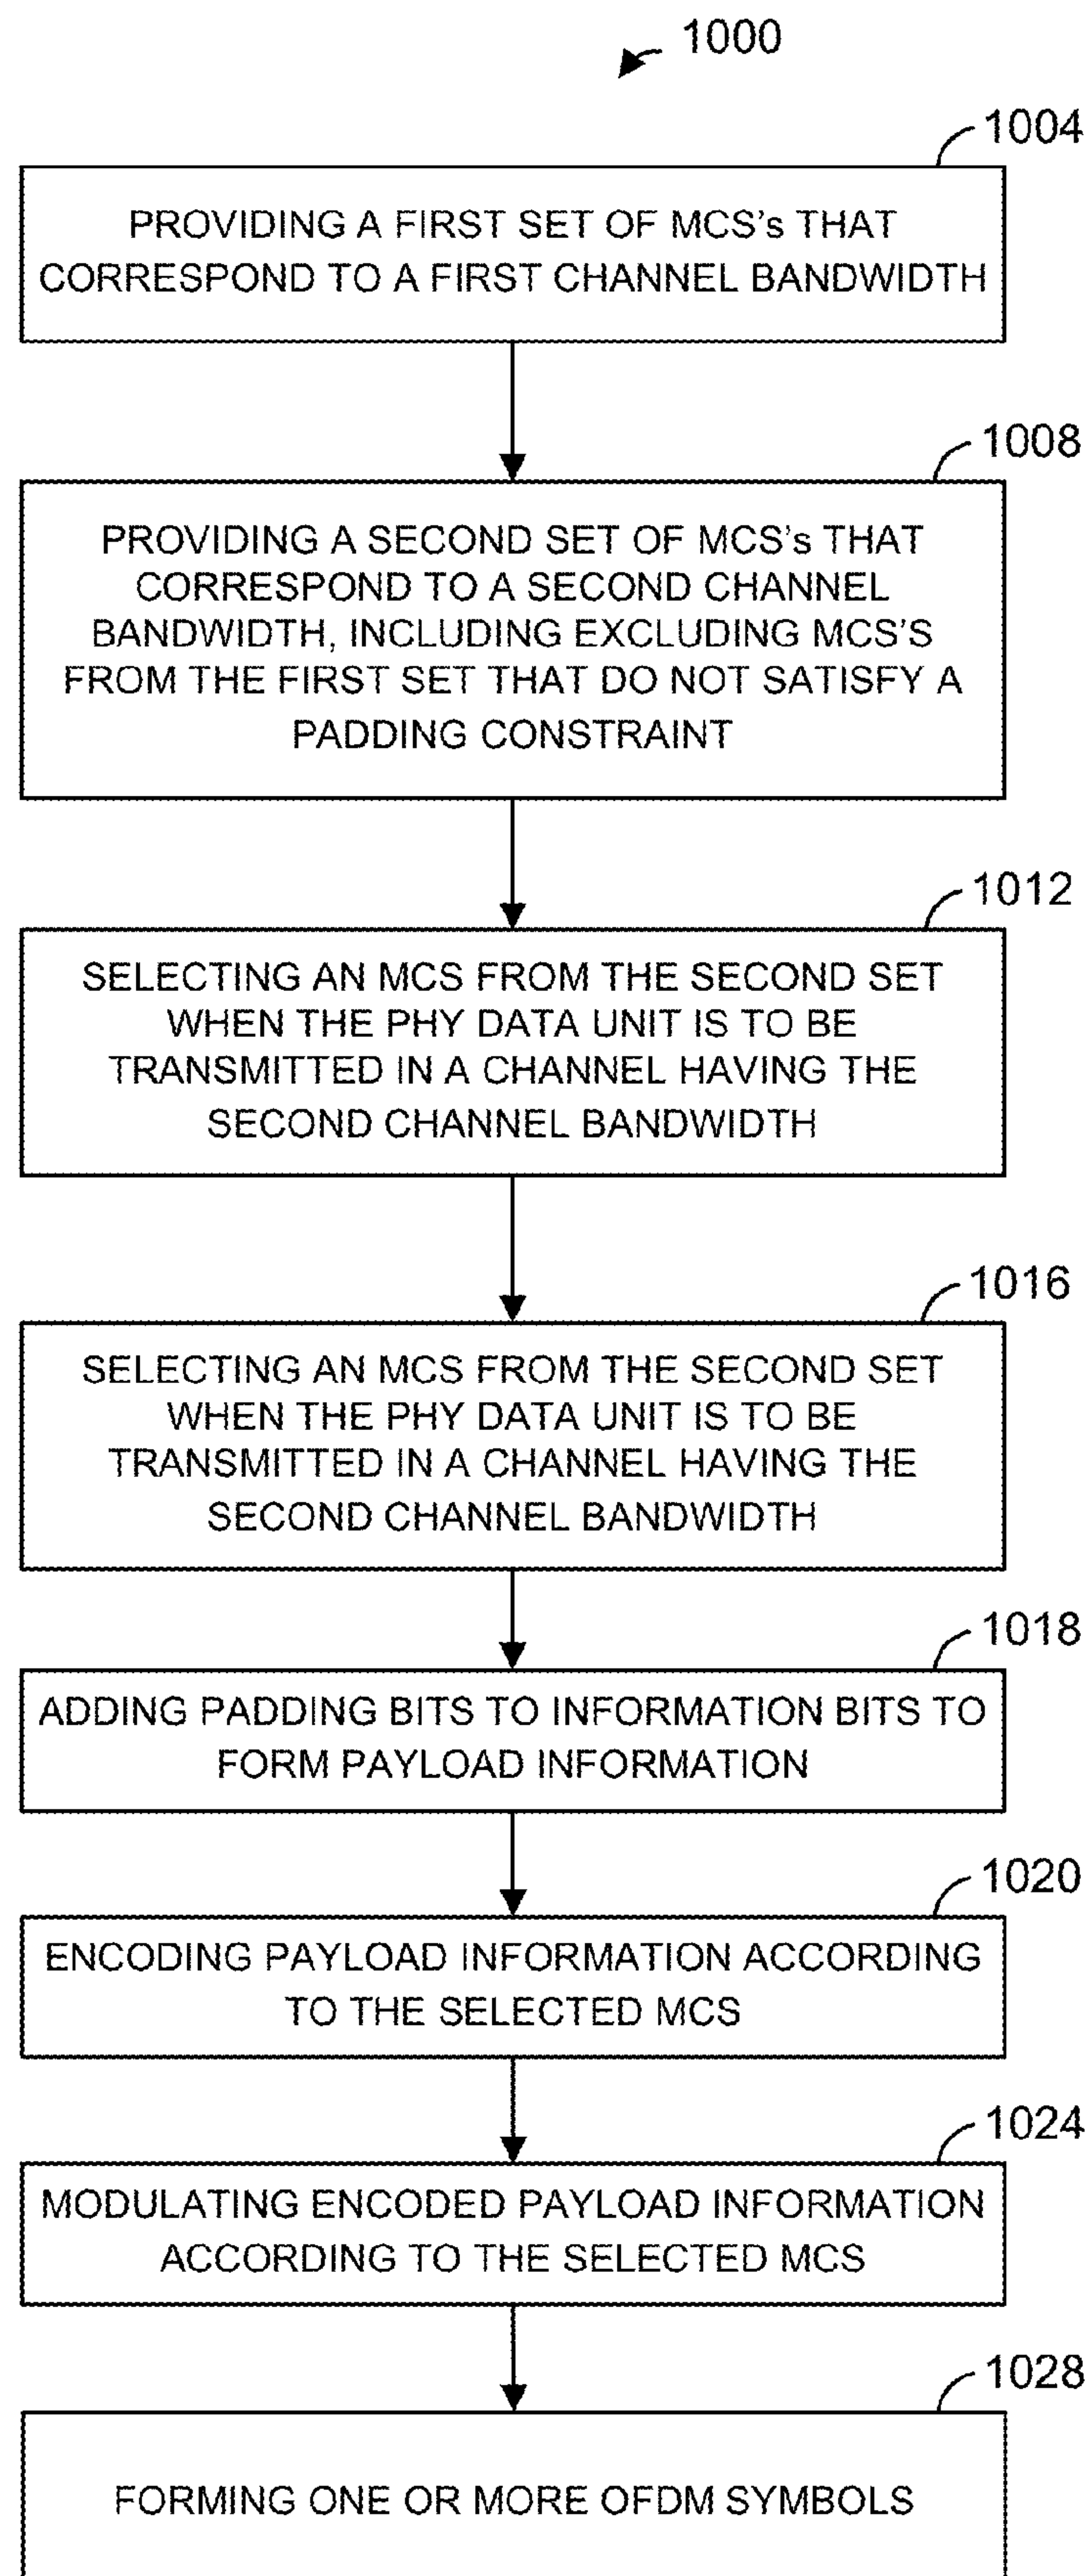 1000
1004
PROVIDING A FIRST SET OF MCS's THAT
CORRESPOND TO A FIRST CHANNEL BANDWIDTH
1008
PROVIDING A SECOND SET OF MCS's THAT
CORRESPOND TO A SECOND CHANNEL
BANDWIDTH, INCLUDING EXCLUDING MCS'S
FROM THE FIRST SET THAT DO NOT SATISFY A
PADDING CONSTRAINT
1012
SELECTING AN MCS FROM THE SECOND SET
WHEN THE PHY DATA UNIT IS TO BE
TRANSMITTED IN A CHANNEL HAVING THE
SECOND CHANNEL BANDWIDTH
1016
SELECTING AN MCS FROM THE SECOND SET
WHEN THE PHY DATA UNIT IS TO BE
TRANSMITTED IN A CHANNEL HAVING THE
SECOND CHANNEL BANDWIDTH
1018
ADDING PADDING BITS TO INFORMATION BITS TO
FORM PAYLOAD INFORMATION
1020
ENCODING PAYLOAD INFORMATION ACCORDING
TO THE SELECTED MCS
1024
MODULATING ENCODED PAYLOAD INFORMATION
ACCORDING TO THE SELECTED MCS
1028
FORMING ONE OR MORE OFDM SYMBOLS